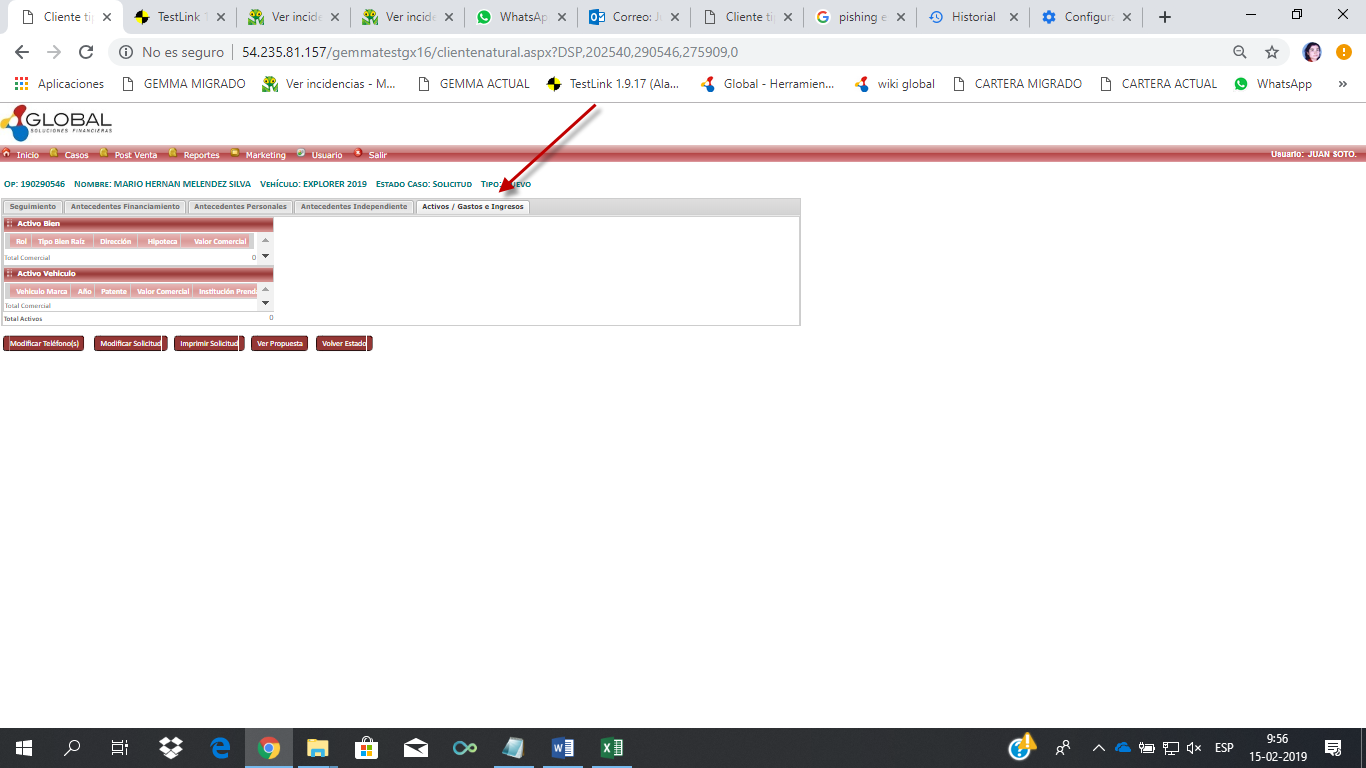 Cliente ti
TestLink 1
Ver incide
Ver incide
WhatsAp
Correo: J
Cliente ti
pishing e
Historial
Configura
No es seguro | 54.235.81.157/gemmatestgx16/clientenatural.aspx?DSP,202540,290546,275909,0
Aplicaciones GEMMA MIGRADO Ver incidencias - M... GEMMA ACTUAL TestLink 1.9.17 (Ala... Global - Herramien... wiki global CARTERA MIGRADO CARTERA ACTUAL WhatsApp »
GLOBAL
SOLUCIONES FINANCIERAS
Inicio Casos Post Venta Reportes Marketing Usuario Salir Usuario: JUAN SOTO.
OP: 190290546 NOMBRE: MARIO HERNAN MELENDEZ SILVA VEHÍCULO: EXPLORER 2019 ESTADO CASO: SOLICITUD TIPO: NUEVO
Seguimiento Antecedentes Financiamiento Antecedentes Personales Antecedentes Independiente Activos / Gastos e Ingresos
Activo Bien
Rol Tipo Bien Raiz Dirección Hipoteca Valor Comercial
Total Comercial 0
Activo Vehiculo
Vehiculo Marca Año Patente Valor Comercial Institución Prend
Total Comercial
Total Activos 0
Modificar Teléfono(s) Modificar Solicitud Imprimir Solicitud Ver Propuesta Volver Estado
ESP
9:56
15-02-2019